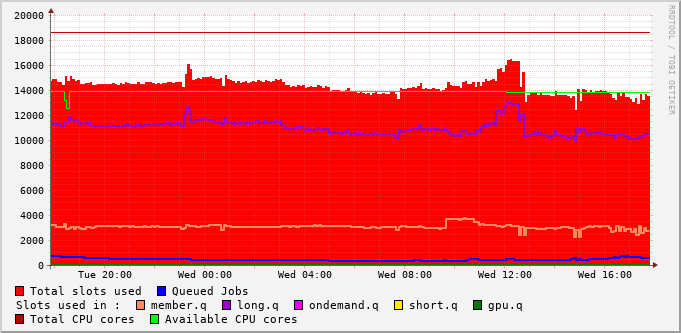 20000
18000
16000
14000
12000
10000
8000
6000
4000
2000
0
Tue 20:00 Wed 00:00 Wed 04:00 Wed 08:00 Wed 12:00 Wed 16:00
RRDTOOL / TOBI OETIKER
Total slots used Queued Jobs
Slots used in : member.q long.q ondemand.q short.q gpu.q
Total CPU cores Available CPU cores